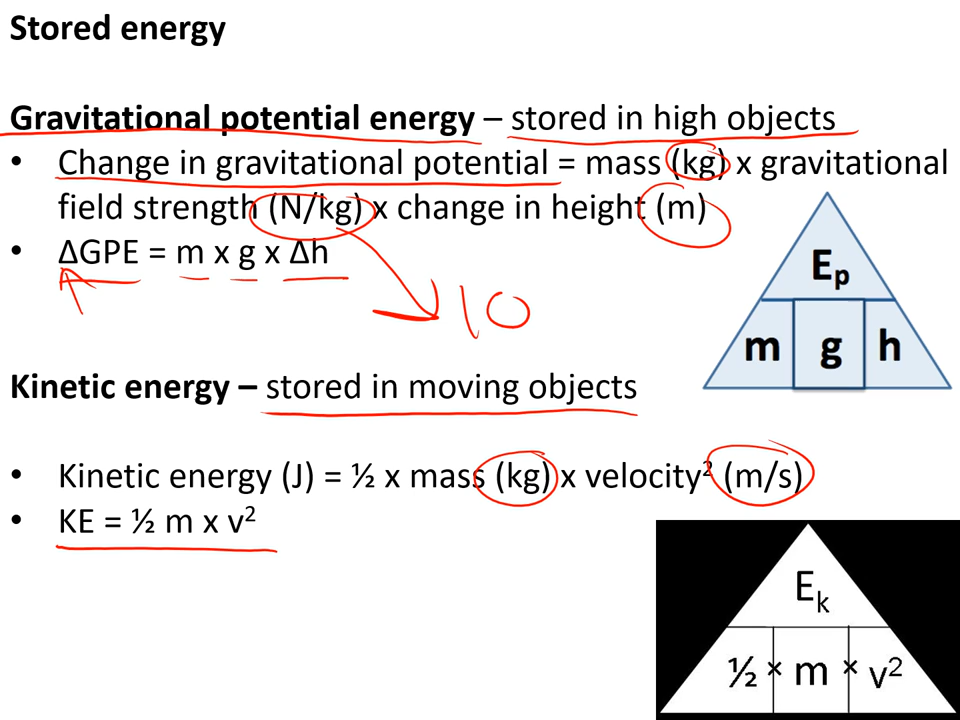 Stored energy
Gravitational potential energy – stored in high objects
• Change in gravitational potential = mass (kg) x gravitational
field strength (N/kg) x change in height (m)
• ΔGPE = m x g x Δh
10
Ep
m g h
Kinetic energy – stored in moving objects
• Kinetic energy (J) = ½ x mass (kg) x velocity² (m/s)
• KE = ½ m x v²
Ek
½ × m × v²